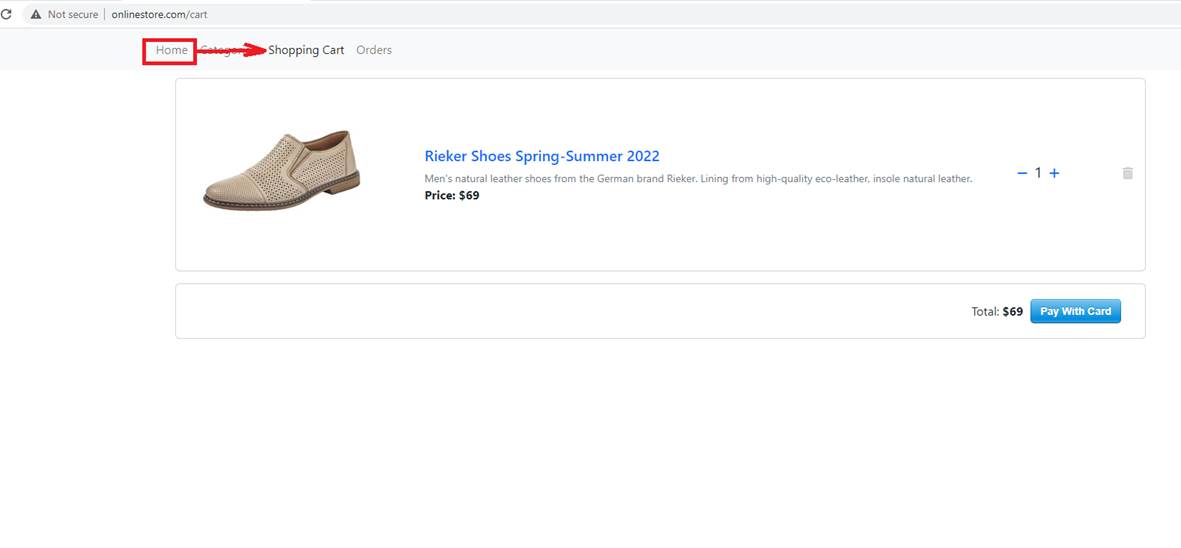 Not secure | onlinestore.com/cart
Home Shopping Cart Orders
Rieker Shoes Spring-Summer 2022
Men's natural leather shoes from the German brand Rieker. Lining from high-quality eco-leather, insole natural leather.
Price: $69
− 1 +
Total: $69 Pay With Card